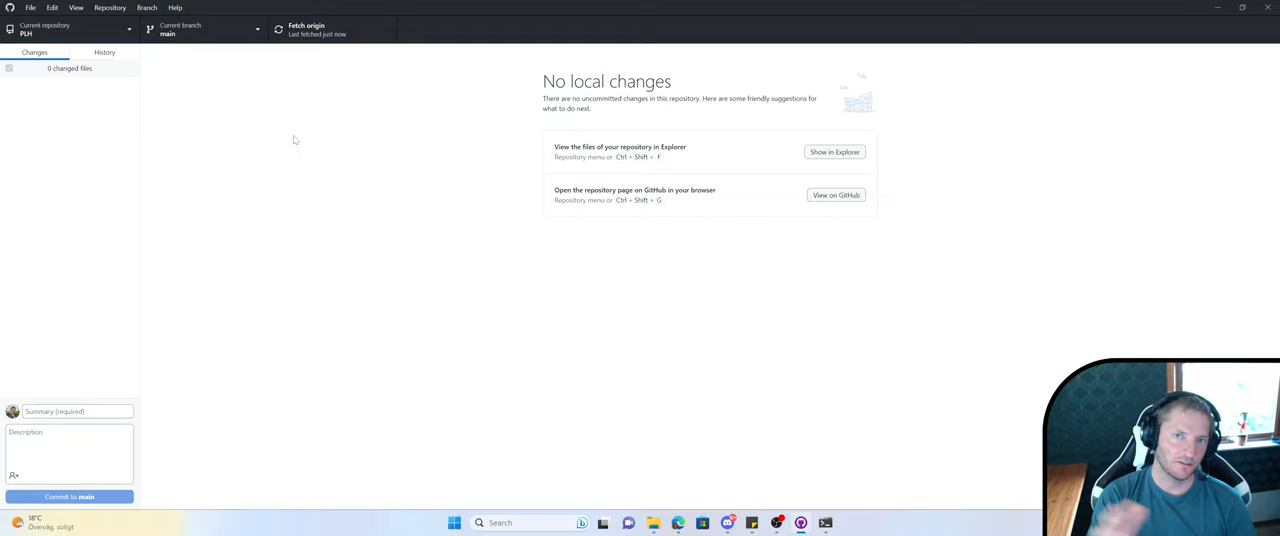 File Edit View Repository Branch Help
Current repository
PLH
Current branch
main
Fetch origin
Last fetched just now
Changes History
0 changed files
No local changes
There are no uncommitted changes in this repository. Here are some friendly suggestions for
what to do next.
View the files of your repository in Explorer
Repository menu or Ctrl + Shift + F
Show in Explorer
Open the repository page on GitHub in your browser
Repository menu or Ctrl + Shift + G
View on GitHub
Summary (required)
Description
Commit to main
18°C
Överväg. soligt
Search